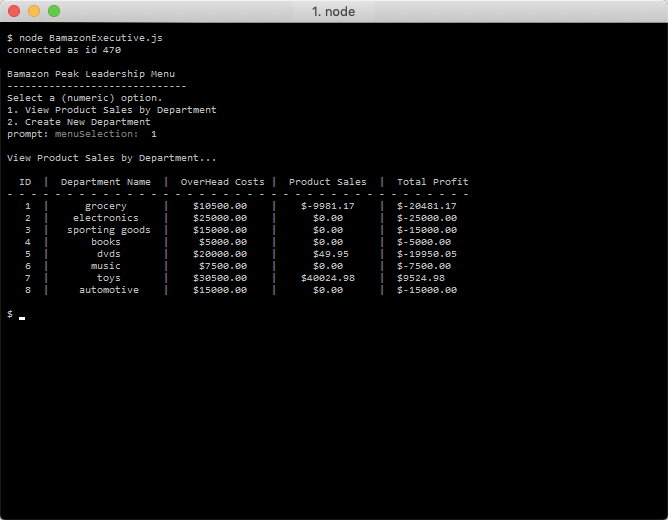 1. node
$ node BamazonExecutive.js
connected as id 470
Bamazon Peak Leadership Menu
------------------------------
Select a (numeric) option.
1. View Product Sales by Department
2. Create New Department
prompt: menuSelection:  1
View Product Sales by Department...
ID | Department Name | OverHead Costs | Product Sales | Total Profit
- - - - - - - - - - - - - - - - - - - - - - - - - - - - - - - - - - - - - - -
1 | grocery | $10500.00 | $-9981.17 | $-20481.17
2 | electronics | $25000.00 | $0.00 | $-25000.00
3 | sporting goods | $15000.00 | $0.00 | $-15000.00
4 | books | $5000.00 | $0.00 | $-5000.00
5 | dvds | $20000.00 | $49.95 | $-19950.05
6 | music | $7500.00 | $0.00 | $-7500.00
7 | toys | $30500.00 | $40024.98 | $9524.98
8 | automotive | $15000.00 | $0.00 | $-15000.00
$